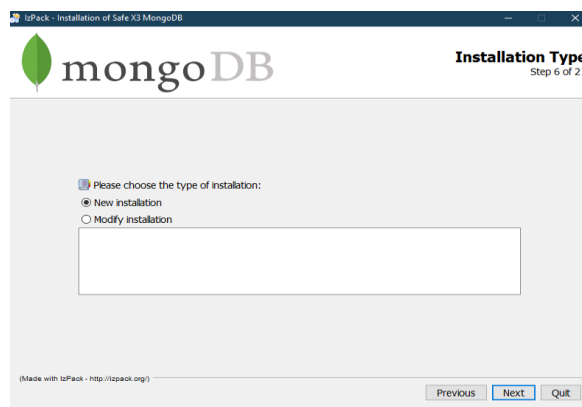 IzPack - Installation of Safe X3 MongoDB
mongoDB
Installation Type
Step 6 of 2
Please choose the type of installation:
New installation
Modify installation
(Made with IzPack - http://izpack.org/)
Previous Next Quit